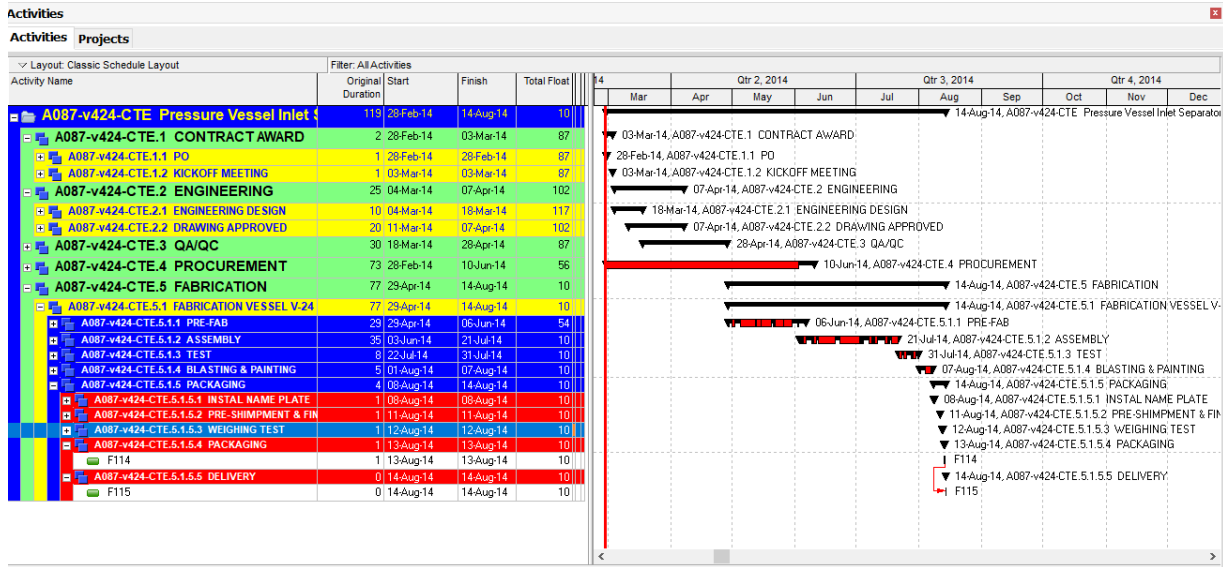 Activities
Activities Projects
Layout: Classic Schedule Layout Filter: All Activities
Activity Name Original Duration Start Finish Total Float 14 Qtr 2, 2014 Qtr 3, 2014 Qtr 4, 2014
Mar Apr May Jun Jul Aug Sep Oct Nov Dec
A087-v424-CTE Pressure Vessel Inlet S 119 28-Feb-14 14-Aug-14 10 14-Aug-14, A087-v424-CTE Pressure Vessel Inlet Separator
A087-v424-CTE.1 CONTRACT AWARD 2 28-Feb-14 03-Mar-14 87 03-Mar-14, A087-v424-CTE.1 CONTRACT AWARD
A087-v424-CTE.1.1 PO 1 28-Feb-14 28-Feb-14 87 28-Feb-14, A087-v424-CTE.1.1 PO
A087-v424-CTE.1.2 KICKOFF MEETING 1 03-Mar-14 03-Mar-14 87 03-Mar-14, A087-v424-CTE.1.2 KICKOFF MEETING
A087-v424-CTE.2 ENGINEERING 25 04-Mar-14 07-Apr-14 102 07-Apr-14, A087-v424-CTE.2 ENGINEERING
A087-v424-CTE.2.1 ENGINEERING DESIGN 10 04-Mar-14 18-Mar-14 117 18-Mar-14, A087-v424-CTE.2.1 ENGINEERING DESIGN
A087-v424-CTE.2.2 DRAWING APPROVED 20 11-Mar-14 07-Apr-14 102 07-Apr-14, A087-v424-CTE.2.2 DRAWING APPROVED
A087-v424-CTE.3 QA/QC 30 18-Mar-14 28-Apr-14 87 28-Apr-14, A087-v424-CTE.3 QA/QC
A087-v424-CTE.4 PROCUREMENT 73 28-Feb-14 10-Jun-14 56 10-Jun-14, A087-v424-CTE.4 PROCUREMENT
A087-v424-CTE.5 FABRICATION 77 29-Apr-14 14-Aug-14 10 14-Aug-14, A087-v424-CTE.5 FABRICATION
A087-v424-CTE.5.1 FABRICATION VESSEL V-24 77 29-Apr-14 14-Aug-14 10 14-Aug-14, A087-v424-CTE.5.1 FABRICATION VESSEL V-
A087-v424-CTE.5.1.1 PRE-FAB 29 29-Apr-14 06-Jun-14 54 06-Jun-14, A087-v424-CTE.5.1.1 PRE-FAB
A087-v424-CTE.5.1.2 ASSEMBLY 35 03-Jun-14 21-Jul-14 10 21-Jul-14, A087-v424-CTE.5.1.2 ASSEMBLY
A087-v424-CTE.5.1.3 TEST 8 22-Jul-14 31-Jul-14 10 31-Jul-14, A087-v424-CTE.5.1.3 TEST
A087-v424-CTE.5.1.4 BLASTING & PAINTING 5 01-Aug-14 07-Aug-14 10 07-Aug-14, A087-v424-CTE.5.1.4 BLASTING & PAINTING
A087-v424-CTE.5.1.5 PACKAGING 4 08-Aug-14 14-Aug-14 10 14-Aug-14, A087-v424-CTE.5.1.5 PACKAGING
A087-v424-CTE.5.1.5.1 INSTAL NAME PLATE 1 08-Aug-14 08-Aug-14 10 08-Aug-14, A087-v424-CTE.5.1.5.1 INSTAL NAME PLATE
A087-v424-CTE.5.1.5.2 PRE-SHIMPMENT & FIN 1 11-Aug-14 11-Aug-14 10 11-Aug-14, A087-v424-CTE.5.1.5.2 PRE-SHIMPMENT & FIN
A087-v424-CTE.5.1.5.3 WEIGHING TEST 1 12-Aug-14 12-Aug-14 10 12-Aug-14, A087-v424-CTE.5.1.5.3 WEIGHING TEST
A087-v424-CTE.5.1.5.4 PACKAGING 1 13-Aug-14 13-Aug-14 10 13-Aug-14, A087-v424-CTE.5.1.5.4 PACKAGING
F114 1 13-Aug-14 13-Aug-14 10 F114
A087-v424-CTE.5.1.5.5 DELIVERY 0 14-Aug-14 14-Aug-14 10 14-Aug-14, A087-v424-CTE.5.1.5.5 DELIVERY
F115 0 14-Aug-14 14-Aug-14 10 F115